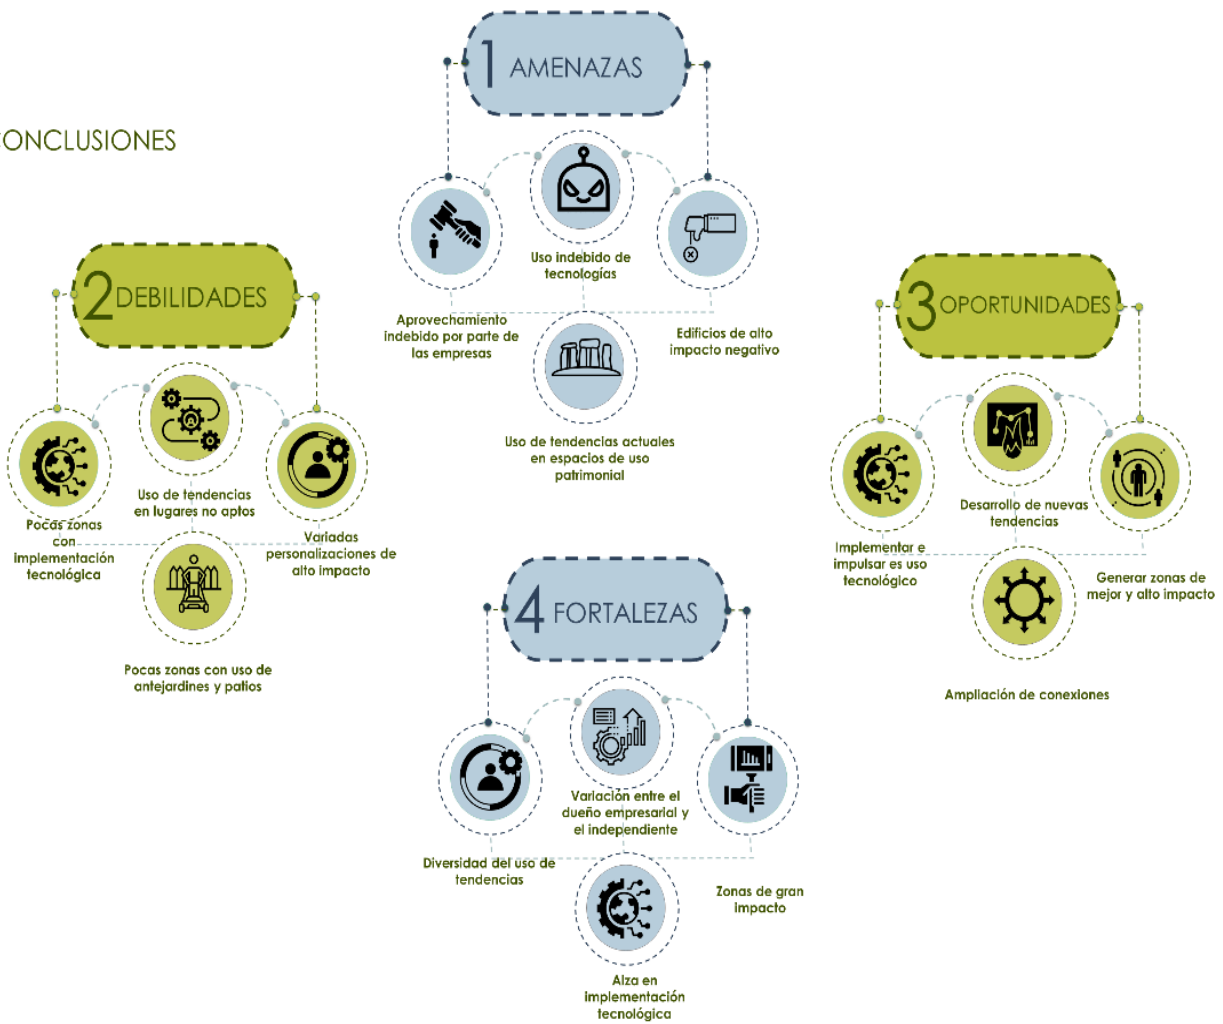 CONCLUSIONES
1 AMENAZAS
Uso indebido de
tecnologías
Aprovechamiento
indebido por parte de
las empresas
Edificios de alto
impacto negativo
Uso de tendencias actuales
en espacios de uso
patrimonial
2 DEBILIDADES
Uso de tendencias
en lugares no aptos
Pocas zonas
con
implementación
tecnológica
Variadas
personalizaciones de
alto impacto
Pocas zonas con uso de
antejardines y patios
3 OPORTUNIDADES
Desarrollo de nuevas
tendencias
Implementar e
impulsar es uso
tecnológico
Generar zonas de
mejor y alto impacto
Ampliación de conexiones
4 FORTALEZAS
Variación entre el
dueño empresarial y
el independiente
Diversidad del uso de
tendencias
Zonas de gran
impacto
Alza en
implementación
tecnológica